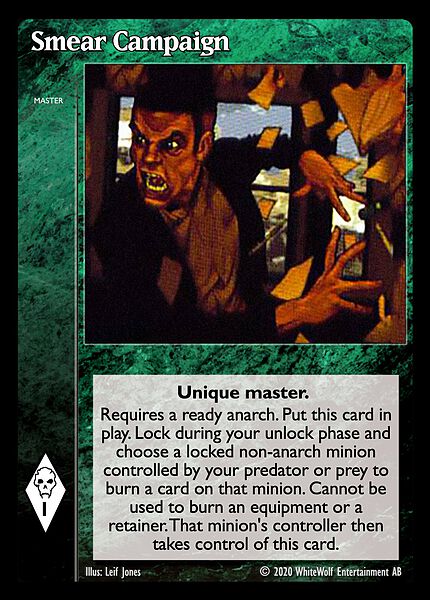 Smear Campaign
MASTER
Unique master.
Requires a ready anarch. Put this card in
play. Lock during your unlock phase and
choose a locked non-anarch minion
controlled by your predator or prey to
burn a card on that minion. Cannot be
used to burn an equipment or a
retainer. That minion's controller then
takes control of this card.
I
Illus: Leif Jones
© 2020 WhiteWolf Entertainment AB